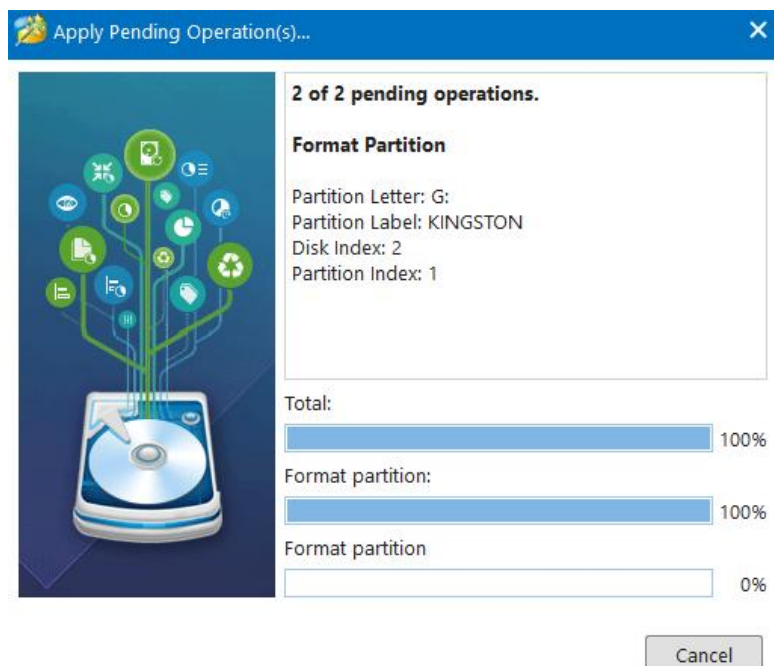 Apply Pending Operation(s)...
2 of 2 pending operations.
Format Partition
Partition Letter: G:
Partition Label: KINGSTON
Disk Index: 2
Partition Index: 1
Total:
100%
Format partition:
100%
Format partition
0%
Cancel